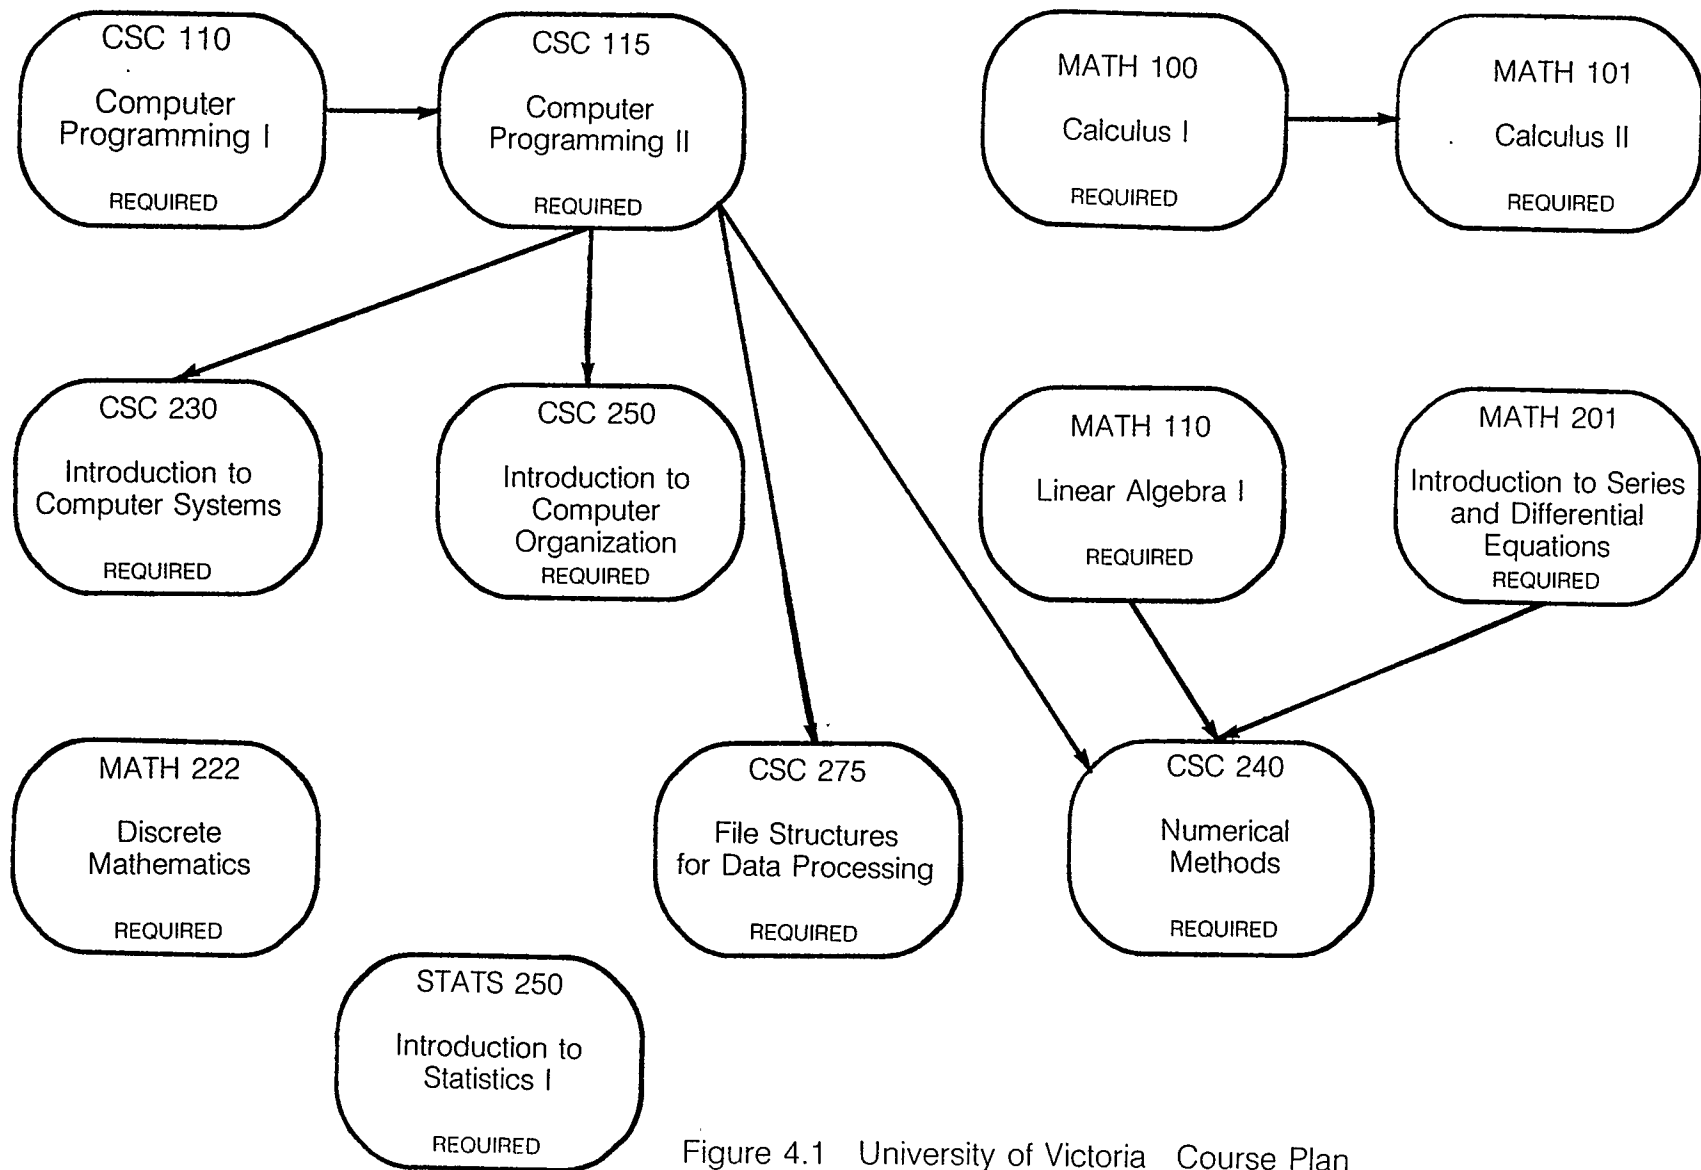 CSC 110
Computer
Programming I
REQUIRED
CSC 115
Computer
Programming II
REQUIRED
MATH 100
Calculus I
REQUIRED
MATH 101
Calculus II
REQUIRED
CSC 230
Introduction to
Computer Systems
REQUIRED
CSC 250
Introduction to
Computer
Organization
REQUIRED
MATH 110
Linear Algebra I
REQUIRED
MATH 201
Introduction to Series
and Differential
Equations
REQUIRED
MATH 222
Discrete
Mathematics
REQUIRED
CSC 275
File Structures
for Data Processing
REQUIRED
CSC 240
Numerical
Methods
REQUIRED
STATS 250
Introduction to
Statistics I
REQUIRED
Figure 4.1 University of Victoria Course Plan